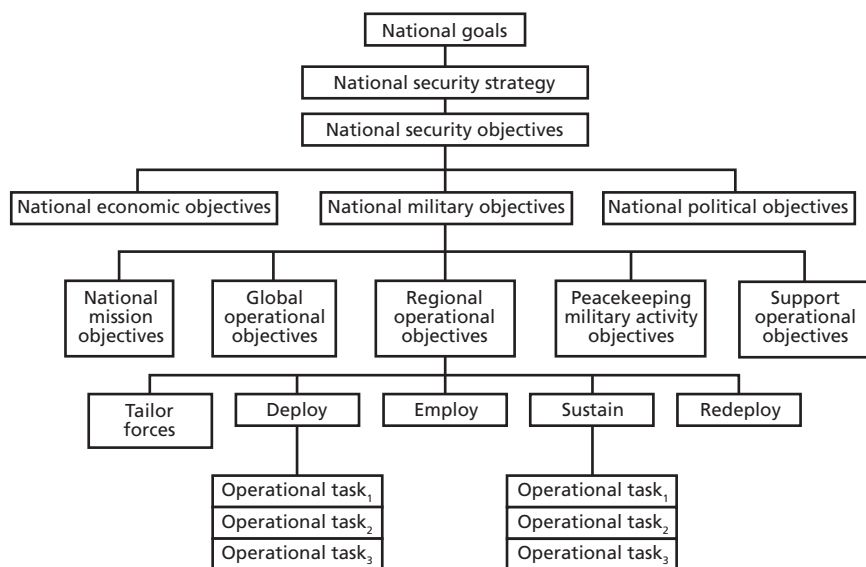 National goals
National security strategy
National security objectives
National economic objectives
National military objectives
National political objectives
National
mission
objectives
Global
operational
objectives
Regional
operational
objectives
Peacekeeping
military activity
objectives
Support
operational
objectives
Tailor
forces
Deploy
Employ
Sustain
Redeploy
Operational task₁
Operational task₂
Operational task₃
Operational task₁
Operational task₂
Operational task₃